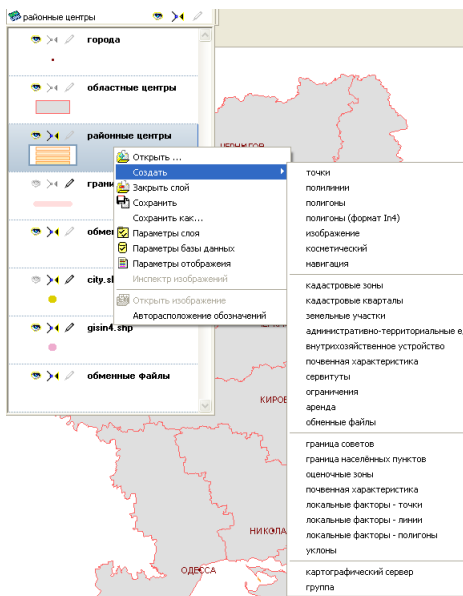 районные центры
города
областные центры
районные центры
city.sl
gisin4.shp
обменные файлы
Открыть ...
Создать
Закрыть слой
Сохранить
Сохранить как...
Параметры слоя
Параметры базы данных
Параметры отображеия
Инспектр изображений
Открыть изображение
Авторасположение обозначений
точки
полилинии
полигоны
полигоны (формат In4)
изображение
косметический
навигация
кадастровые зоны
кадастровые кварталы
земельные участки
административно-территориальные е
внутрихозяйственное устройство
почвенная характеристика
сервитуты
ограничения
аренда
обменные файлы
граница советов
граница населённых пунктов
оценочные зоны
почвенная характеристика
локальные факторы - точки
локальные факторы - линии
локальные факторы - полигоны
уклоны
картографический сервер
группа
КИРОВ
НИКОЛА
ОДЕССА